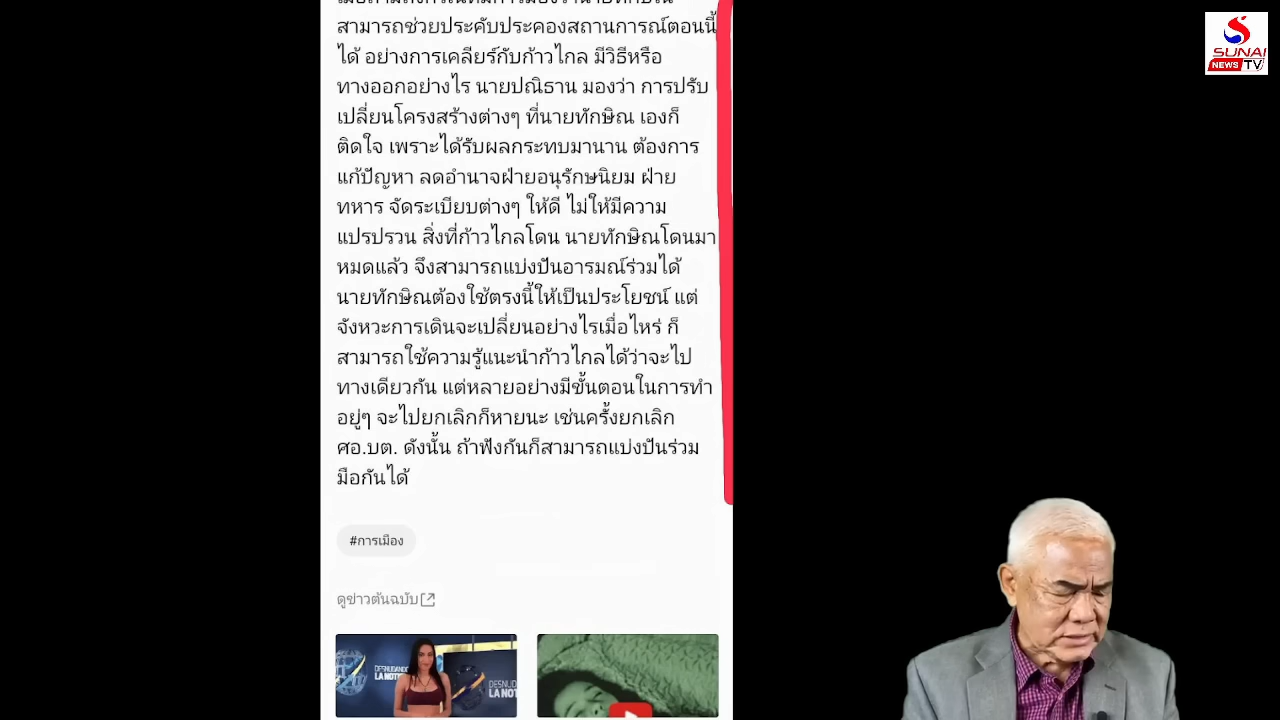 สามารถช่วยประคับประคองสถานการณ์ตอนนี้
ได้ อย่างการเคลียร์กับก้าวไกล มีวิธีหรือ
ทางออกอย่างไร นายปณิธาน มองว่า การปรับ
เปลี่ยนโครงสร้างต่างๆ ที่นายทักษิณ เองก็
ติดใจ เพราะได้รับผลกระทบมานาน ต้องการ
แก้ปัญหา ลดอำนาจฝ่ายอนุรักษนิยม ฝ่าย
ทหาร จัดระเบียบต่างๆ ให้ดี ไม่ให้มีความ
แปรปรวน สิ่งที่ก้าวไกลโดน นายทักษิณโดนมา
หมดแล้ว จึงสามารถแบ่งปันอารมณ์ร่วมได้
นายทักษิณต้องใช้ตรงนี้ให้เป็นประโยชน์ แต่
จังหวะการเดินจะเปลี่ยนอย่างไรเมื่อไหร่ ก็
สามารถใช้ความรู้แนะนำก้าวไกลได้ว่าจะไป
ทางเดียวกัน แต่หลายอย่างมีขั้นตอนในการทำ
อยู่ๆ จะไปยกเลิกก็หายนะ เช่นครั้งยกเลิก
ศอ.บต. ดังนั้น ถ้าฟังกันก็สามารถแบ่งปันร่วม
มือกันได้
#การเมือง
ดูข่าวต้นฉบับ
DESNUDANDO
LA NOT
DESNUD
LA NOT
SUNAI
NEWS TV